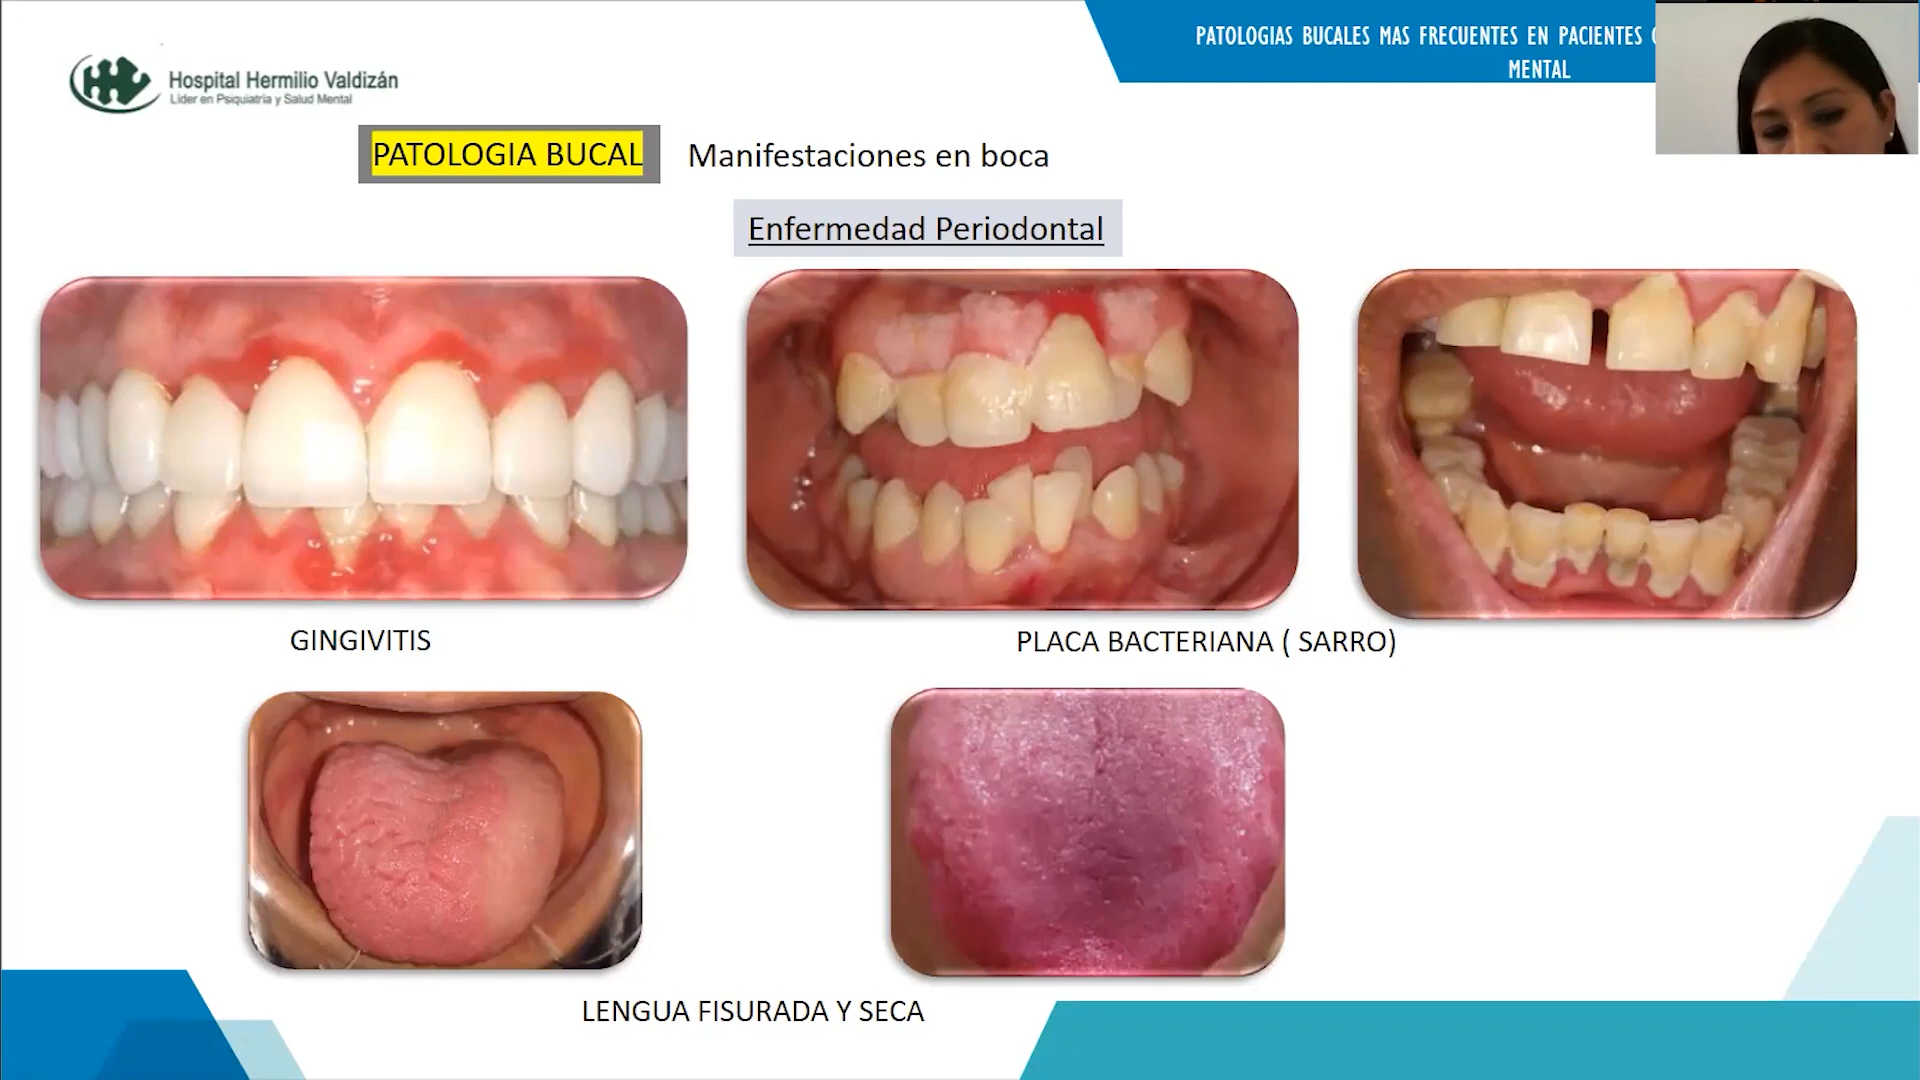 Hospital Hermilio Valdizán
Líder en Psiquiatría y Salud Mental
PATOLOGIAS BUCALES MAS FRECUENTES EN PACIENTES
MENTAL
PATOLOGIA BUCAL
Manifestaciones en boca
Enfermedad Periodontal
GINGIVITIS
PLACA BACTERIANA ( SARRO)
LENGUA FISURADA Y SECA